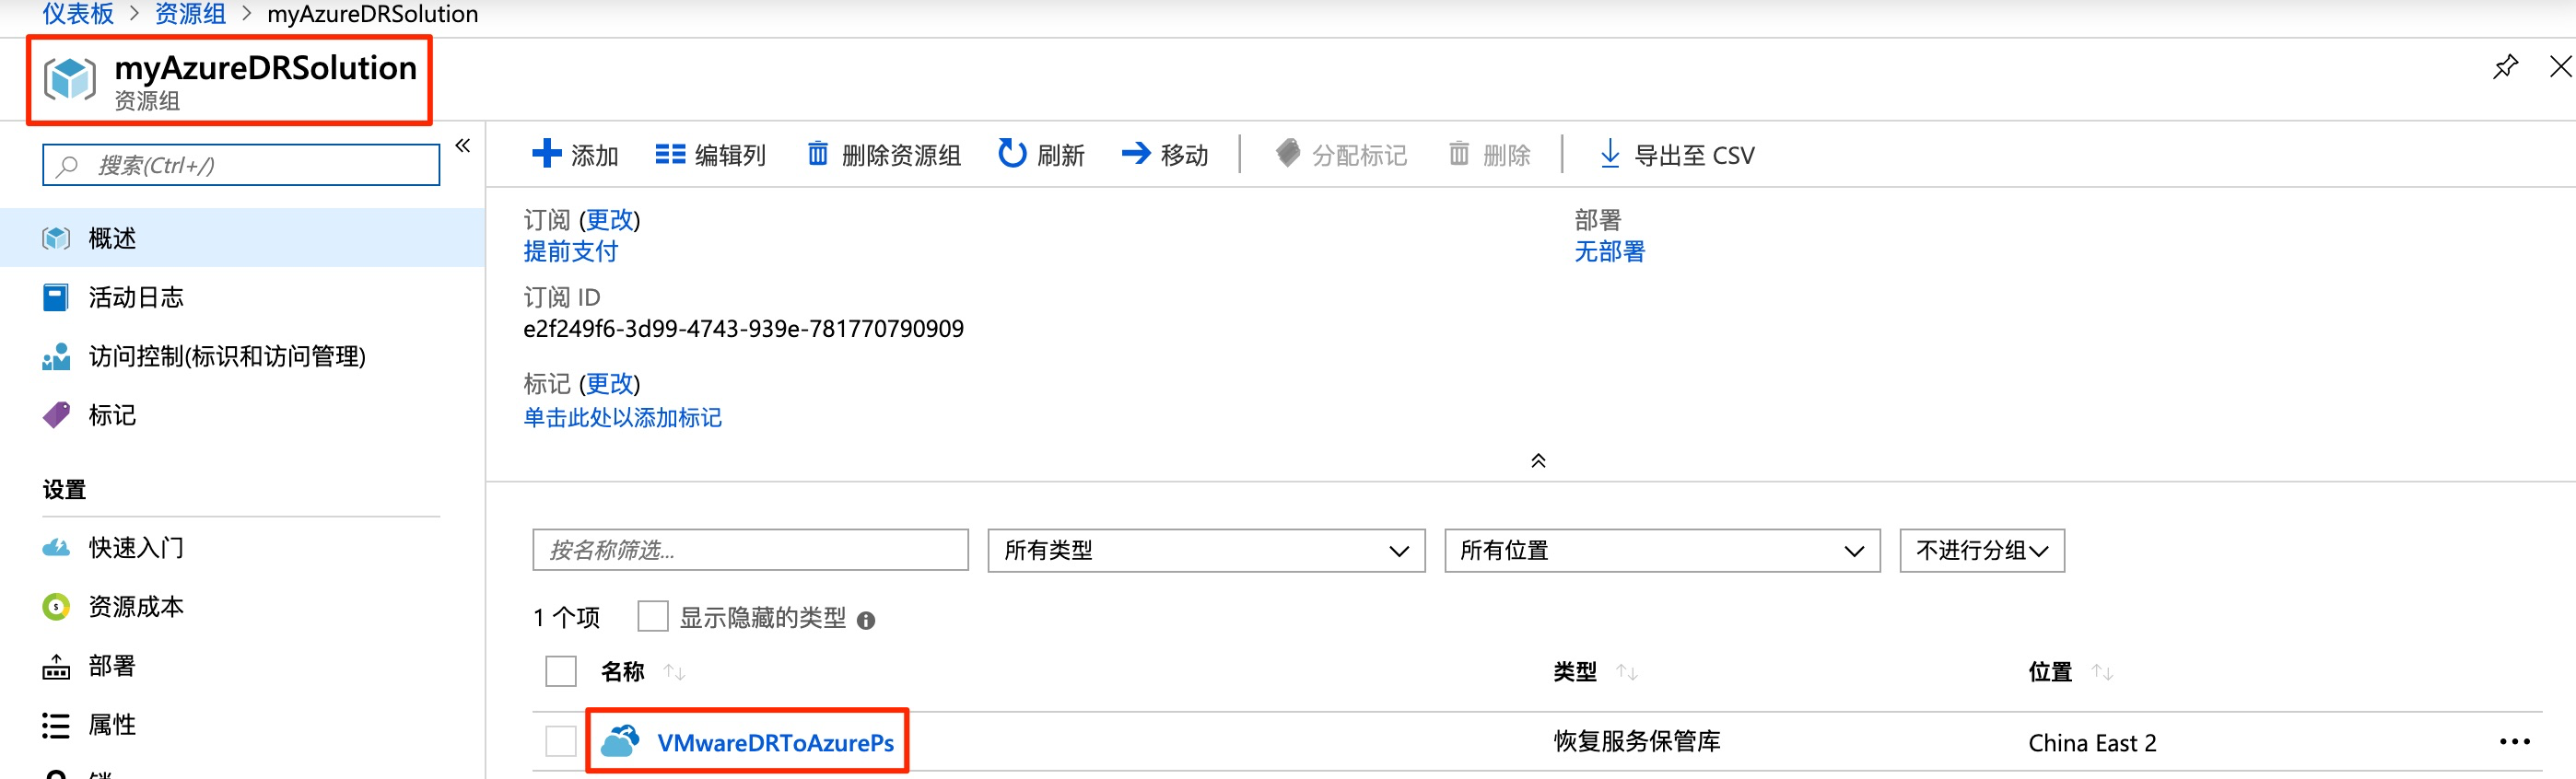 仪表板 > 资源组 > myAzureDRSolution
myAzureDRSolution
资源组
搜索(Ctrl+/)
概述
活动日志
访问控制(标识和访问管理)
标记
设置
快速入门
资源成本
部署
属性
添加 编辑列 删除资源组 刷新 移动 分配标记 删除 导出至 CSV
订阅 (更改)
提前支付
部署
无部署
订阅 ID
e2f249f6-3d99-4743-939e-781770790909
标记 (更改)
单击此处以添加标记
按名称筛选... 所有类型 所有位置 不进行分组
1 个项 显示隐藏的类型
名称 类型 位置
VMwareDRToAzurePs 恢复服务保管库 China East 2